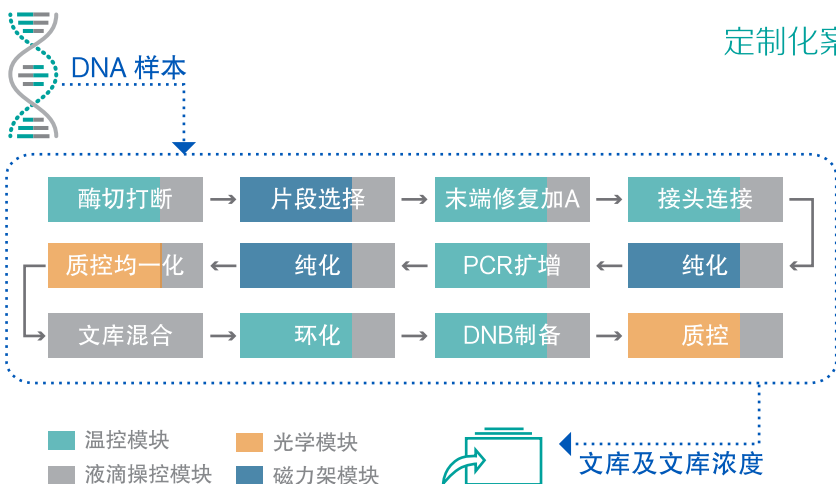 定制化案
DNA 样本
酶切打断
片段选择
末端修复加A
接头连接
纯化
PCR扩增
纯化
质控均一化
文库混合
环化
DNB制备
质控
温控模块
光学模块
液滴操控模块
磁力架模块
文库及文库浓度